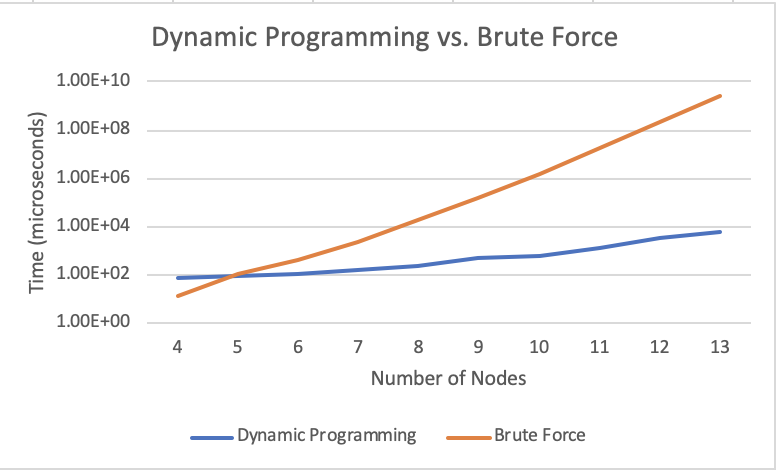 Dynamic Programming vs. Brute Force
1.00E+10
1.00E+08
1.00E+06
1.00E+04
1.00E+02
1.00E+00
Time (microseconds)
4 5 6 7 8 9 10 11 12 13
Number of Nodes
Dynamic Programming Brute Force